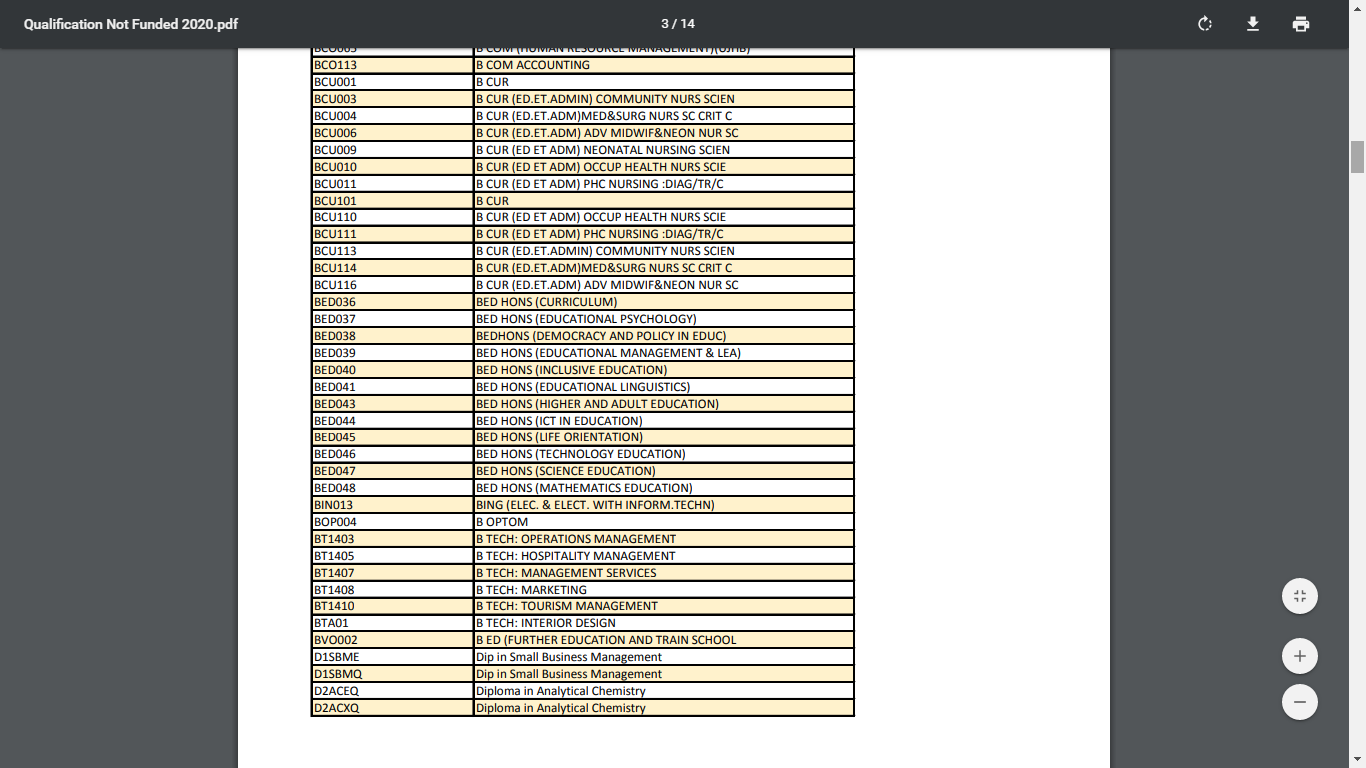 Qualification Not Funded 2020.pdf 3 / 14
B COM (HUMAN RESOURCE MANAGEMENT)(UJHB)
BCO113 B COM ACCOUNTING
BCU001 B CUR
BCU003 B CUR (ED.ET.ADMIN) COMMUNITY NURS SCIEN
BCU004 B CUR (ED.ET.ADM)MED&SURG NURS SC CRIT C
BCU006 B CUR (ED.ET.ADM) ADV MIDWIF&NEON NUR SC
BCU009 B CUR (ED ET ADM) NEONATAL NURSING SCIEN
BCU010 B CUR (ED ET ADM) OCCUP HEALTH NURS SCIE
BCU011 B CUR (ED ET ADM) PHC NURSING :DIAG/TR/C
BCU101 B CUR
BCU110 B CUR (ED ET ADM) OCCUP HEALTH NURS SCIE
BCU111 B CUR (ED ET ADM) PHC NURSING :DIAG/TR/C
BCU113 B CUR (ED.ET.ADMIN) COMMUNITY NURS SCIEN
BCU114 B CUR (ED.ET.ADM)MED&SURG NURS SC CRIT C
BCU116 B CUR (ED.ET.ADM) ADV MIDWIF&NEON NUR SC
BED036 BED HONS (CURRICULUM)
BED037 BED HONS (EDUCATIONAL PSYCHOLOGY)
BED038 BEDHONS (DEMOCRACY AND POLICY IN EDUC)
BED039 BED HONS (EDUCATIONAL MANAGEMENT & LEA)
BED040 BED HONS (INCLUSIVE EDUCATION)
BED041 BED HONS (EDUCATIONAL LINGUISTICS)
BED043 BED HONS (HIGHER AND ADULT EDUCATION)
BED044 BED HONS (ICT IN EDUCATION)
BED045 BED HONS (LIFE ORIENTATION)
BED046 BED HONS (TECHNOLOGY EDUCATION)
BED047 BED HONS (SCIENCE EDUCATION)
BED048 BED HONS (MATHEMATICS EDUCATION)
BIN013 BING (ELEC. & ELECT. WITH INFORM.TECHN)
BOP004 B OPTOM
BT1403 B TECH: OPERATIONS MANAGEMENT
BT1405 B TECH: HOSPITALITY MANAGEMENT
BT1407 B TECH: MANAGEMENT SERVICES
BT1408 B TECH: MARKETING
BT1410 B TECH: TOURISM MANAGEMENT
BTA01 B TECH: INTERIOR DESIGN
BVO002 B ED (FURTHER EDUCATION AND TRAIN SCHOOL
D1SBME Dip in Small Business Management
D1SBMQ Dip in Small Business Management
D2ACEQ Diploma in Analytical Chemistry
D2ACXQ Diploma in Analytical Chemistry